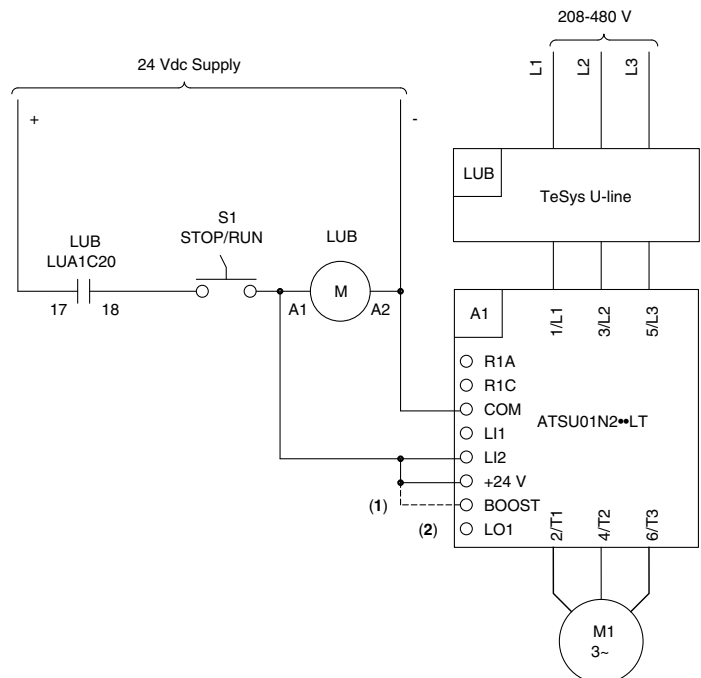 208-480 V
24 Vdc Supply
L1 L2 L3
+ -
LUB
TeSys U-line
S1
STOP/RUN
LUB
LUA1C20
LUB
17 18
A1 M A2
A1
1/L1 3/L2 5/L3
R1A
R1C
COM
ATSU01N2••LT
LI1
LI2
+24 V
(1) BOOST
(2) LO1
2/T1 4/T2 6/T3
M1
3~